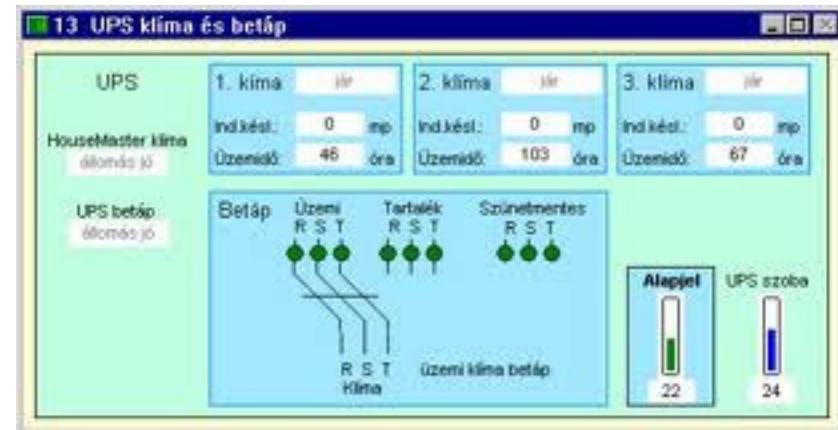 13 UPS klíma és betáp
UPS
HouseMaster klíma
állomás jó
UPS betáp
állomás jó
1. kima jár
Ind.késl.: 0 mp
Üzemidő: 46 óra
2. klíma jár
Ind.késl.: 0 mp
Üzemidő: 103 óra
3. klíma jár
Ind.késl.: 0 mp
Üzemidő: 67 óra
Betáp
Üzemi
R S T
Tartalék
R S T
Szünetmentes
R S T
R S T
Klíma
üzemi klíma betáp
Alapjel
22
UPS szoba
24